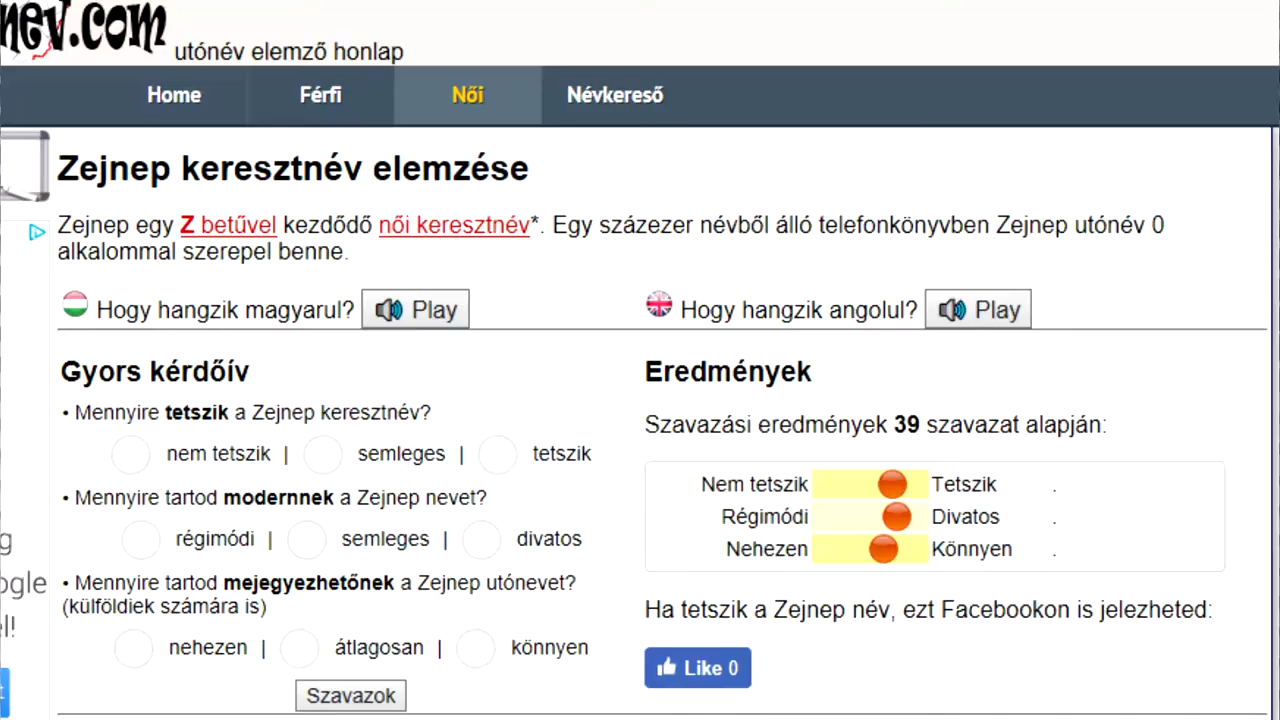 nev.com
utónév elemző honlap
Home Férfi Női Névkereső
Zejnep keresztnév elemzése
Zejnep egy Z betűvel kezdődő női keresztnév*. Egy százezer névből álló telefonkönyvben Zejnep utónév 0
alkalommal szerepel benne.
Hogy hangzik magyarul? Play
Hogy hangzik angolul? Play
Gyors kérdőív
• Mennyire tetszik a Zejnep keresztnév?
nem tetszik | semleges | tetszik
• Mennyire tartod modernnek a Zejnep nevet?
régimódi | semleges | divatos
• Mennyire tartod mejegyezhetőnek a Zejnep utónevet?
(külföldiek számára is)
nehezen | átlagosan | könnyen
Szavazok
Eredmények
Szavazási eredmények 39 szavazat alapján:
Nem tetszik Tetszik .
Régimódi Divatos .
Nehezen Könnyen .
Ha tetszik a Zejnep név, ezt Facebookon is jelezheted:
Like 0